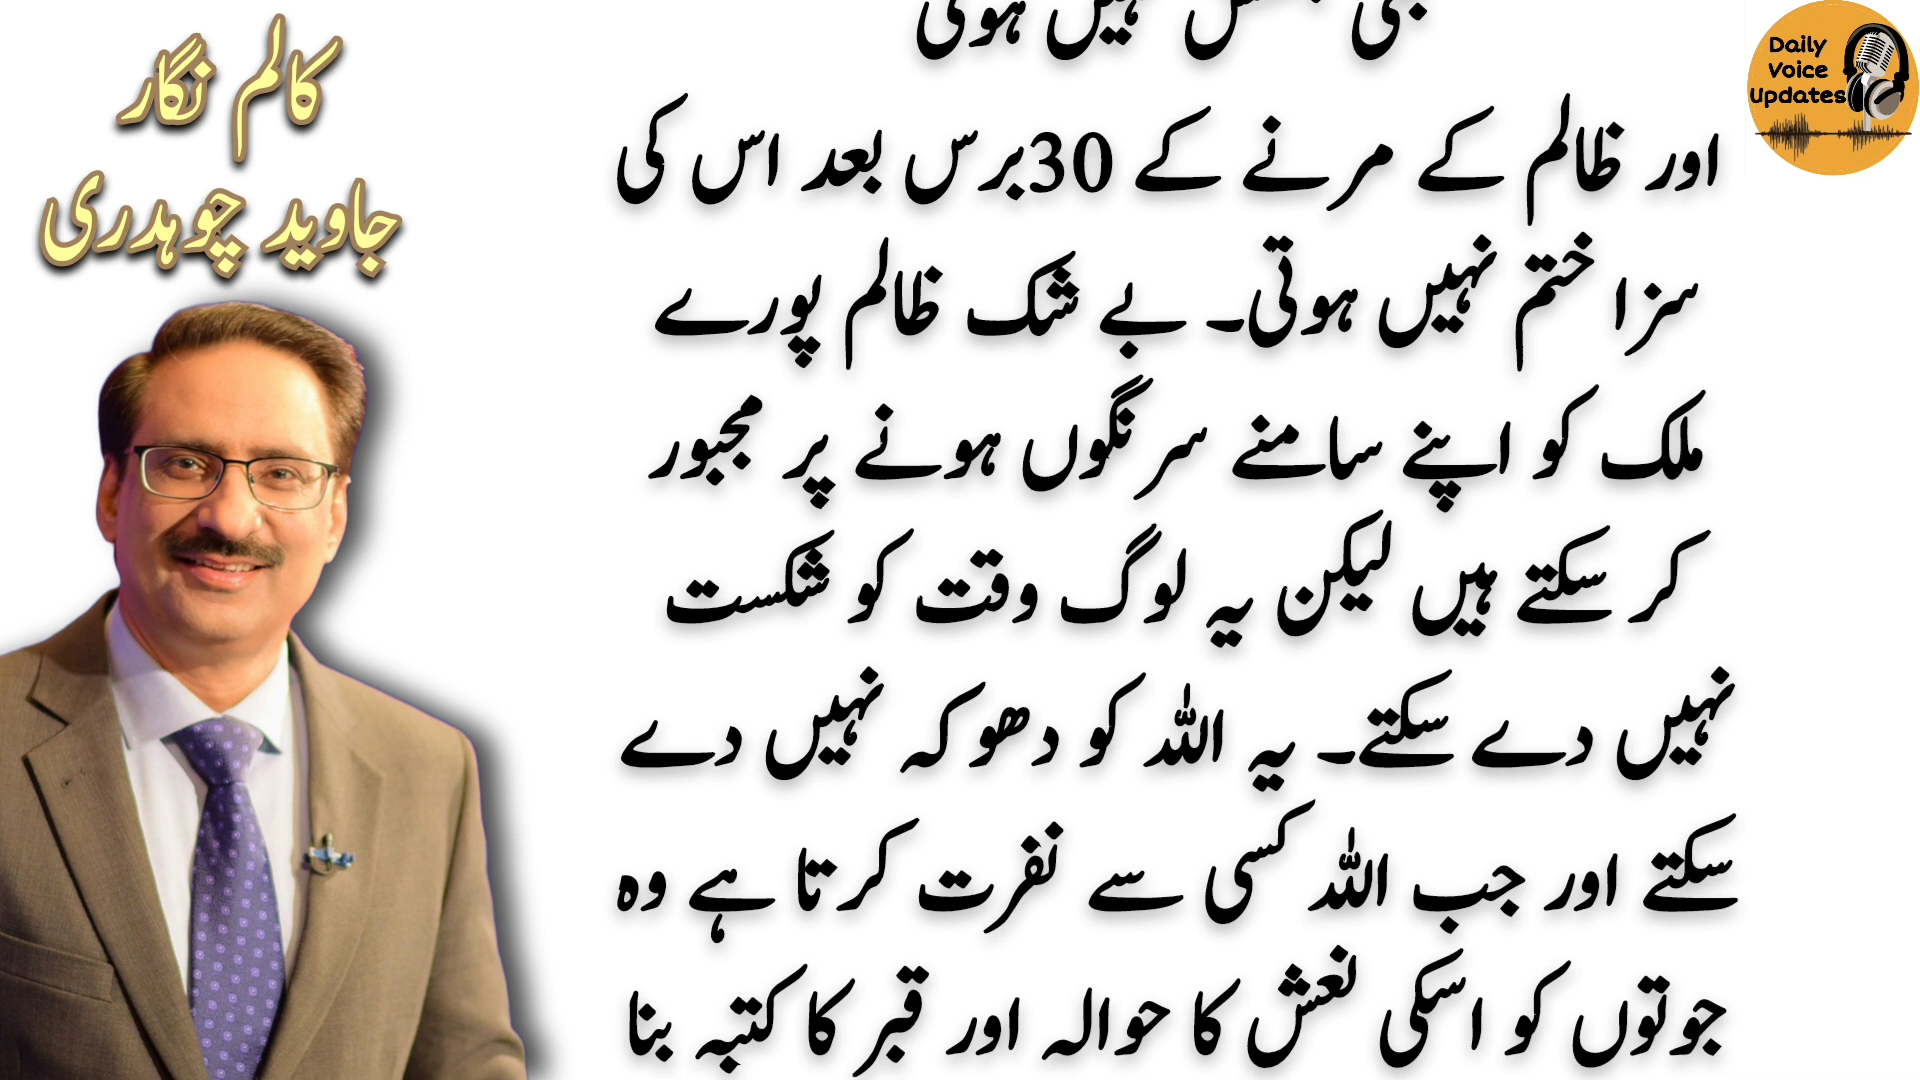 کالم نگار
جاوید چوہدری
نہیں ہوتی
اور ظالم کے مرنے کے 30برس بعد اس کی
سزا ختم نہیں ہوتی۔ بے شک ظالم پورے
ملک کو اپنے سامنے سرنگوں ہونے پر مجبور
کر سکتے ہیں لیکن یہ لوگ وقت کو شکست
نہیں دے سکتے۔ یہ اللہ کو دھوکہ نہیں دے
سکتے اور جب اللہ کسی سے نفرت کرتا ہے وہ
جوتوں کو اسکی نعش کا حوالہ اور قبر کا کتبہ بنا
Daily
Voice
Updates